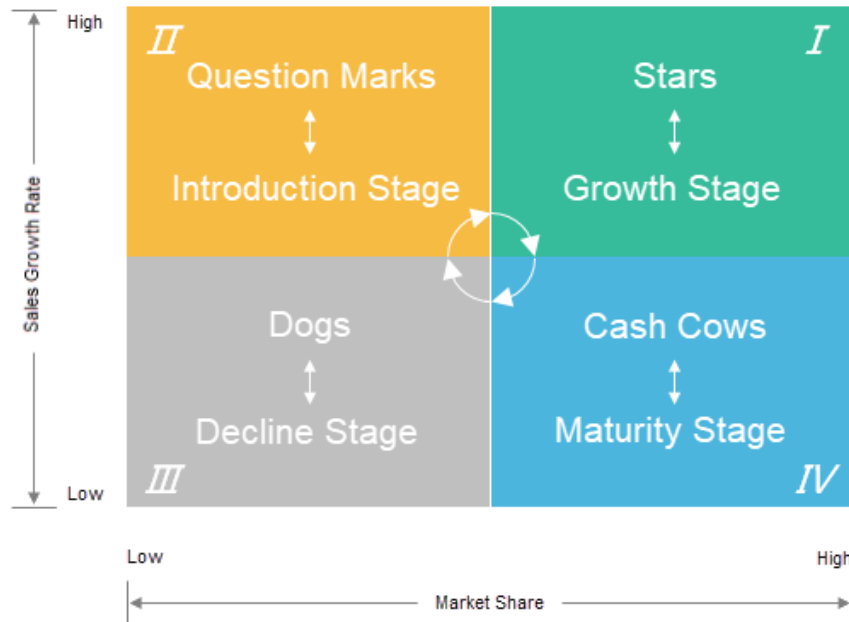 High
II
I
Question Marks
Stars
Introduction Stage
Growth Stage
Sales Growth Rate
Dogs
Cash Cows
Decline Stage
Maturity Stage
III
IV
Low
Low
High
Market Share